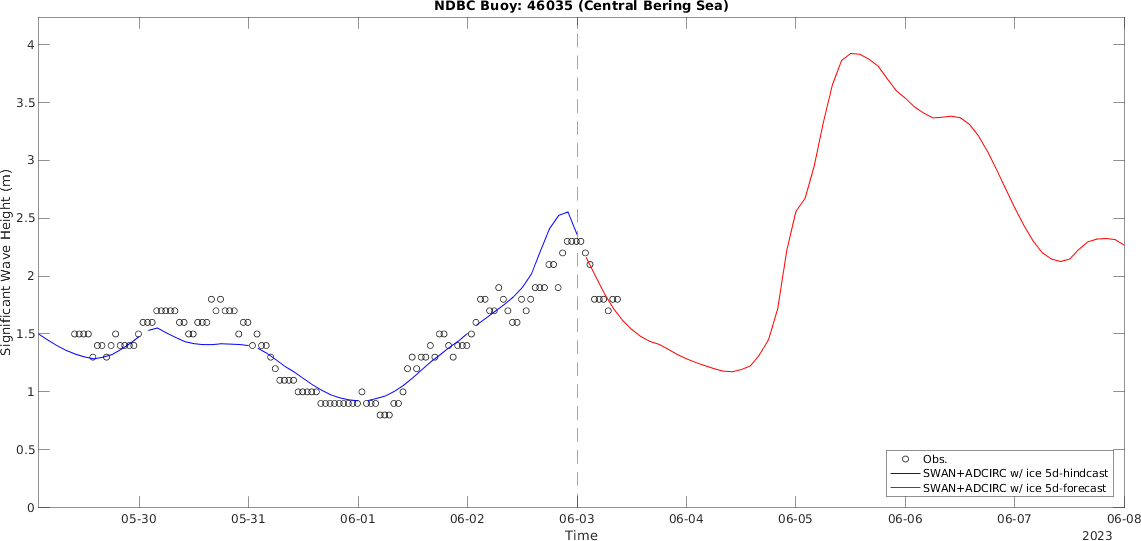 NDBC Buoy: 46035 (Central Bering Sea)
4
3.5
3
2.5
2
1.5
1
0.5
0
Significant Wave Height (m)
Obs.
SWAN+ADCIRC w/ ice 5d-hindcast
SWAN+ADCIRC w/ ice 5d-forecast
05-30 05-31 06-01 06-02 06-03 06-04 06-05 06-06 06-07 06-08
Time
2023